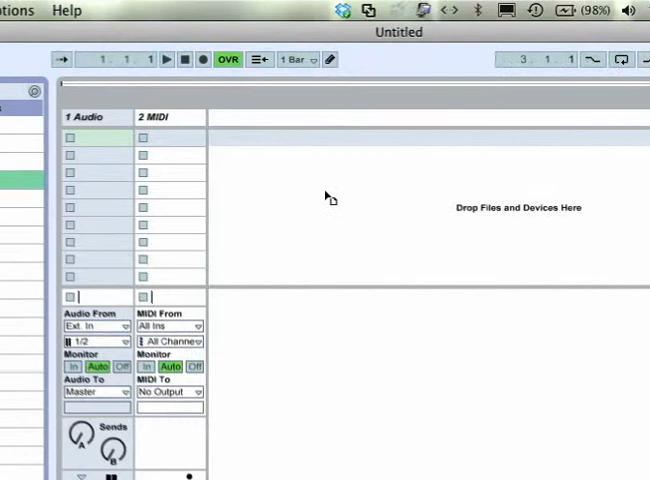 ptions Help (98%)
Untitled
1. 1. 1 OVR 1 Bar 3. 1. 1
1 Audio 2 MIDI
Drop Files and Devices Here
Audio From MIDI From
Ext. In All Ins
1/2 All Channe
Monitor Monitor
In Auto Off In Auto Off
Audio To MIDI To
Master No Output
Sends
A
B